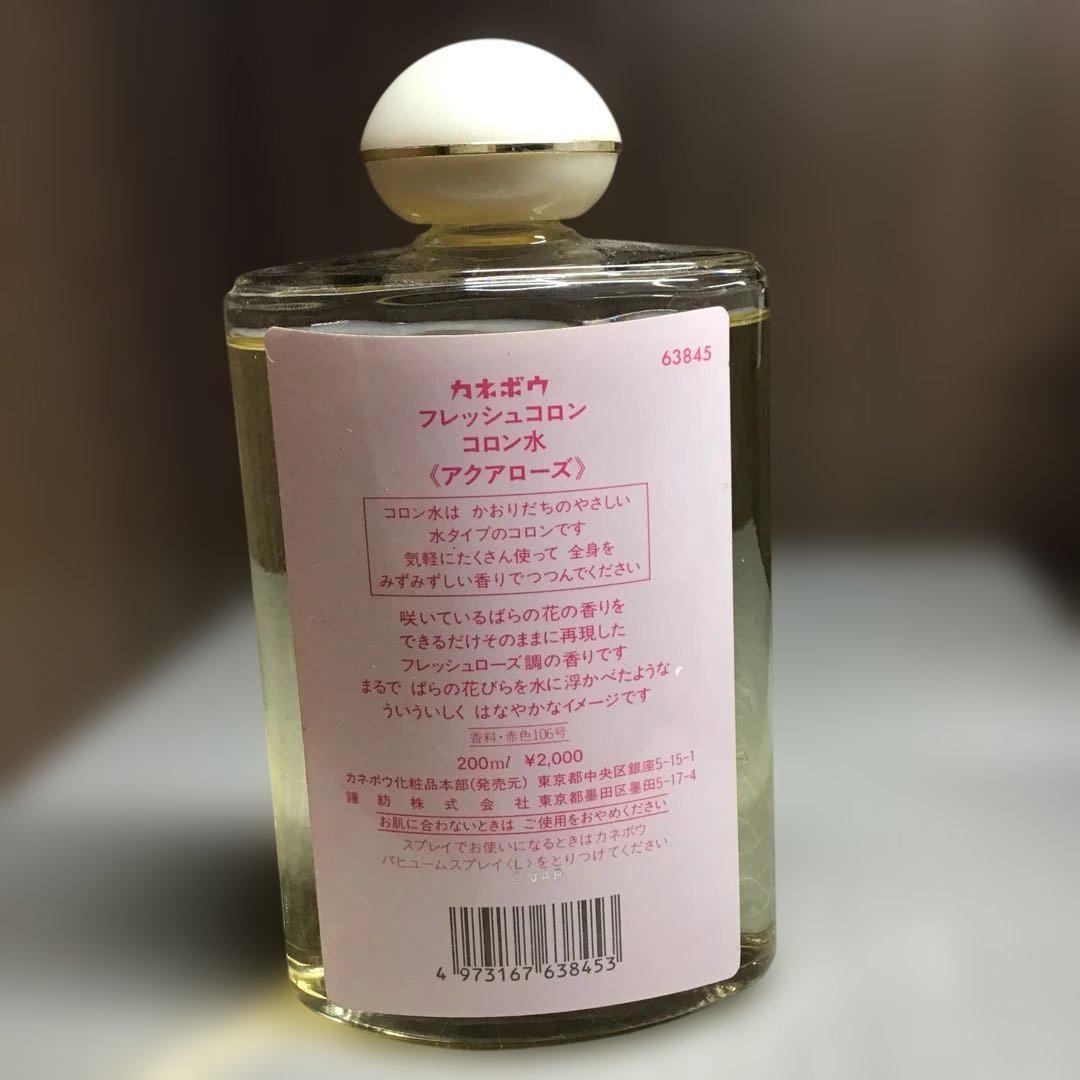 63845
カネボウ
フレッシュコロン
コロン水
《アクアローズ》
コロン水は かおりだちのやさしい
水タイプのコロンです
気軽にたくさん使って 全身を
みずみずしい香りでつつんでください
咲いているばらの花の香りを
できるだけそのままに再現した
フレッシュローズ調の香りです
まるで ばらの花びらを水に浮かべたような
ういういしく はなやかなイメージです
香料・赤色106号
200ml ¥2,000
カネボウ化粧品本部(発売元) 東京都中央区銀座5-15-1
鐘紡株式会社 東京都墨田区墨田5-17-4
お肌に合わないときは ご使用をおやめください
スプレイでお使いになるときはカネボウ
パヒュームスプレイ〈L〉をとりつけてください
4 973167 638453